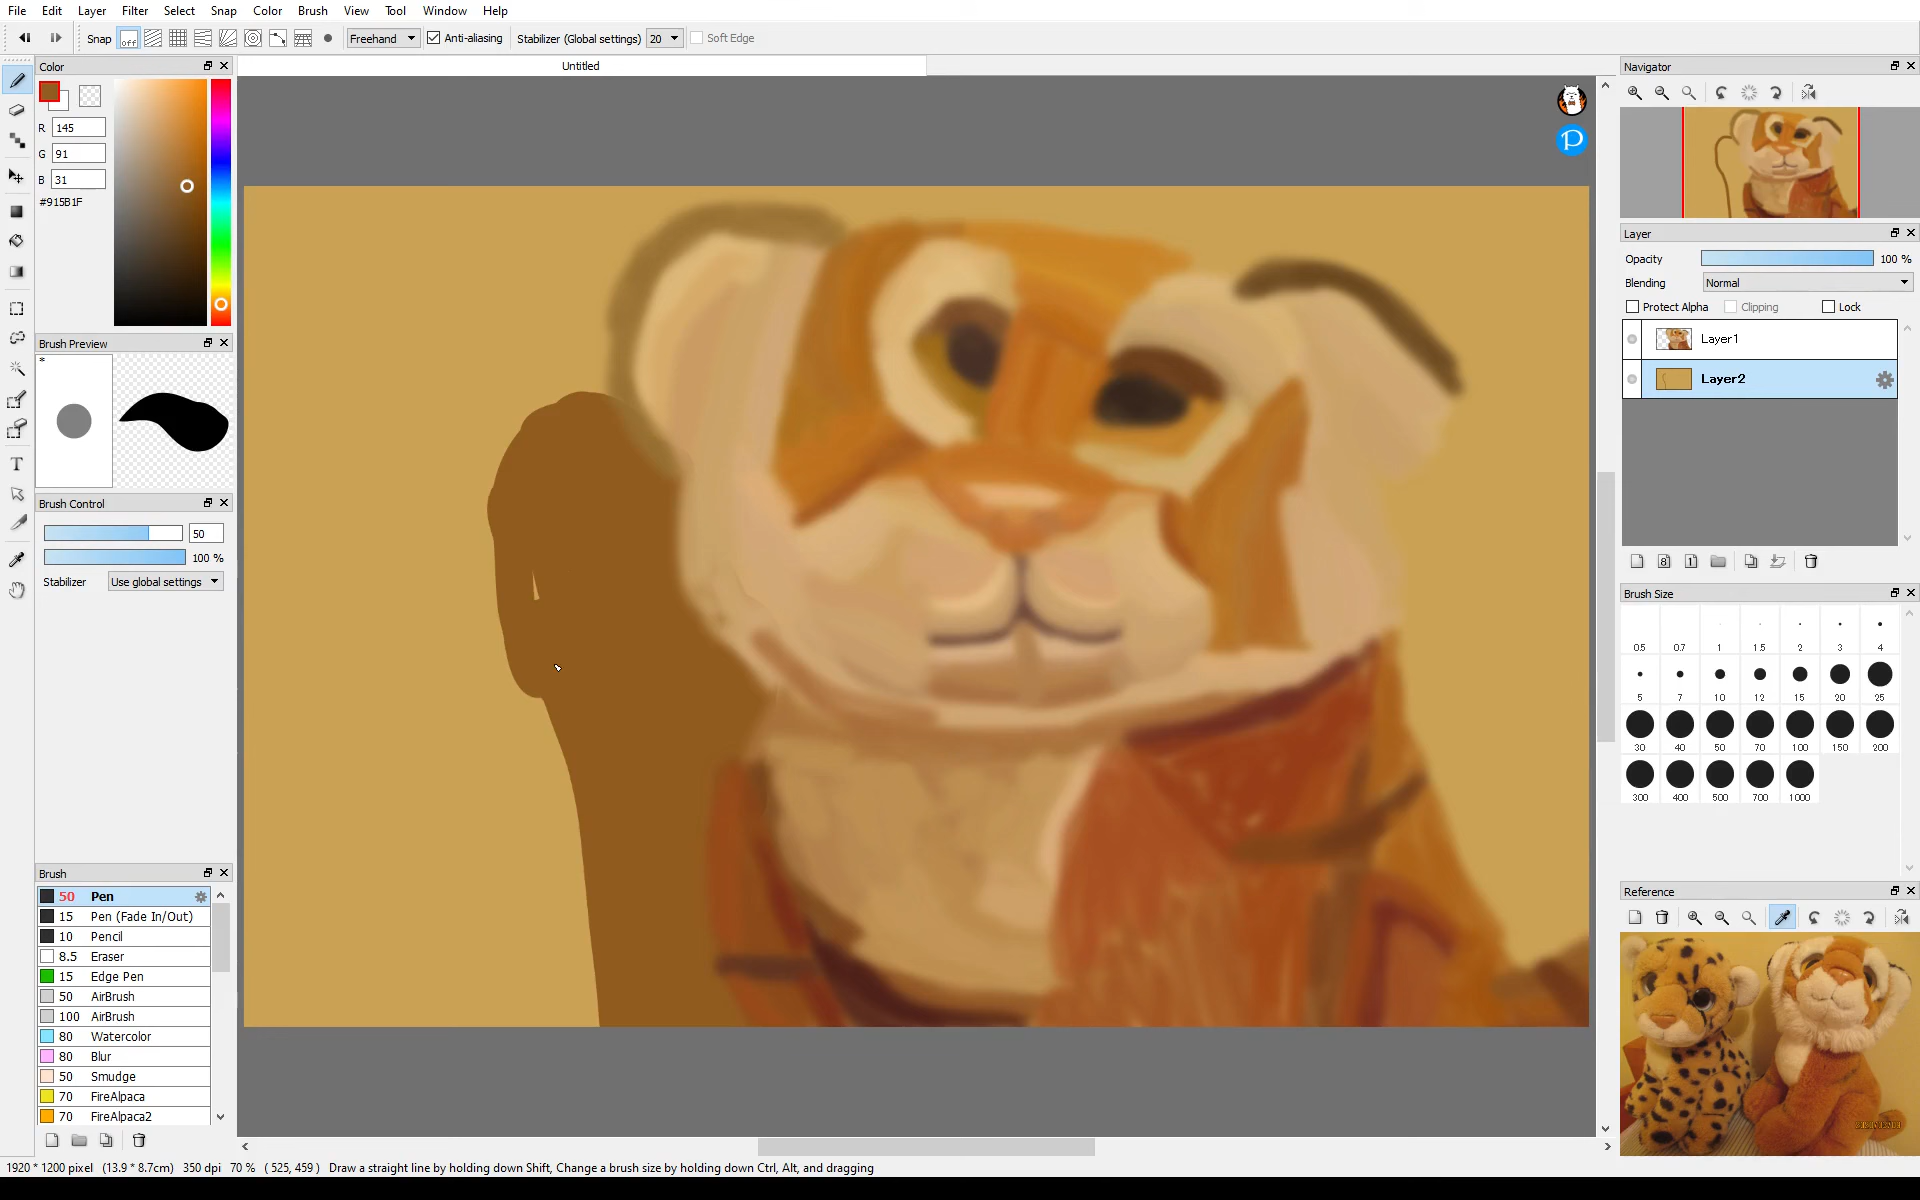 File Edit Layer Filter Select Snap Color Brush View Tool Window Help
Snap off Freehand Anti-aliasing Stabilizer (Global settings) 20 Soft Edge
Color
Untitled
Navigator
R 145
G 91
B 31
#915B1F
P
Layer
Opacity 100 %
Blending Normal
Protect Alpha Clipping Lock
Layer1
Layer2
Brush Preview
*
Brush Control
50
100 %
Stabilizer Use global settings
8 1
Brush Size
0.5 0.7 1 1.5 2 3 4
5 7 10 12 15 20 25
30 40 50 70 100 150 200
300 400 500 700 1000
Brush
50 Pen
15 Pen (Fade In/Out)
10 Pencil
8.5 Eraser
15 Edge Pen
50 AirBrush
100 AirBrush
80 Watercolor
80 Blur
50 Smudge
70 FireAlpaca
70 FireAlpaca2
Reference
T
1920 * 1200 pixel (13.9 * 8.7cm) 350 dpi 70 % ( 525, 459 ) Draw a straight line by holding down Shift, Change a brush size by holding down Ctrl, Alt, and dragging